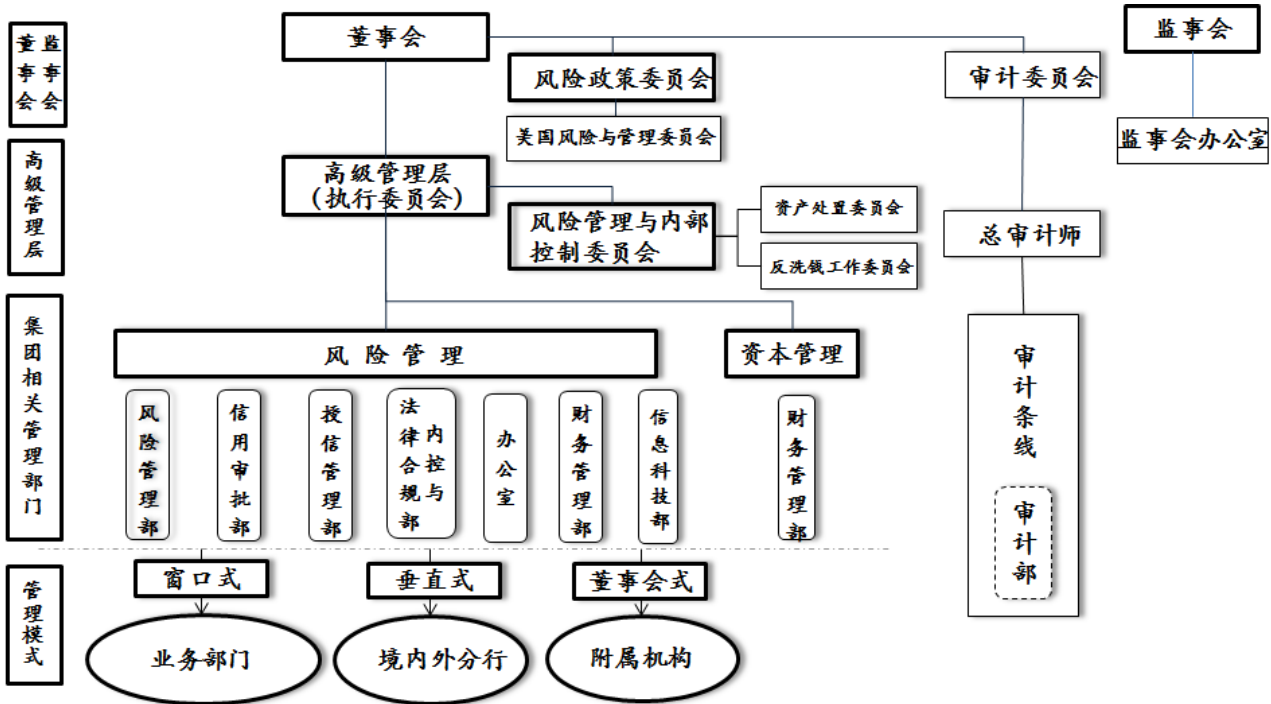 董事会
监事会
董事会
风险政策委员会
美国风险与管理委员会
审计委员会
监事会
监事会办公室
高级管理层
高级管理层
(执行委员会)
风险管理与内部
控制委员会
资产处置委员会
反洗钱工作委员会
总审计师
集团相关管理部门
风险管理
资本管理
风险管理部
信用审批部
授信管理部
内控与
法律合规部
办公室
财务管理部
信息科技部
财务管理部
审计条线
审计部
管理模式
窗口式
垂直式
董事会式
业务部门
境内外分行
附属机构